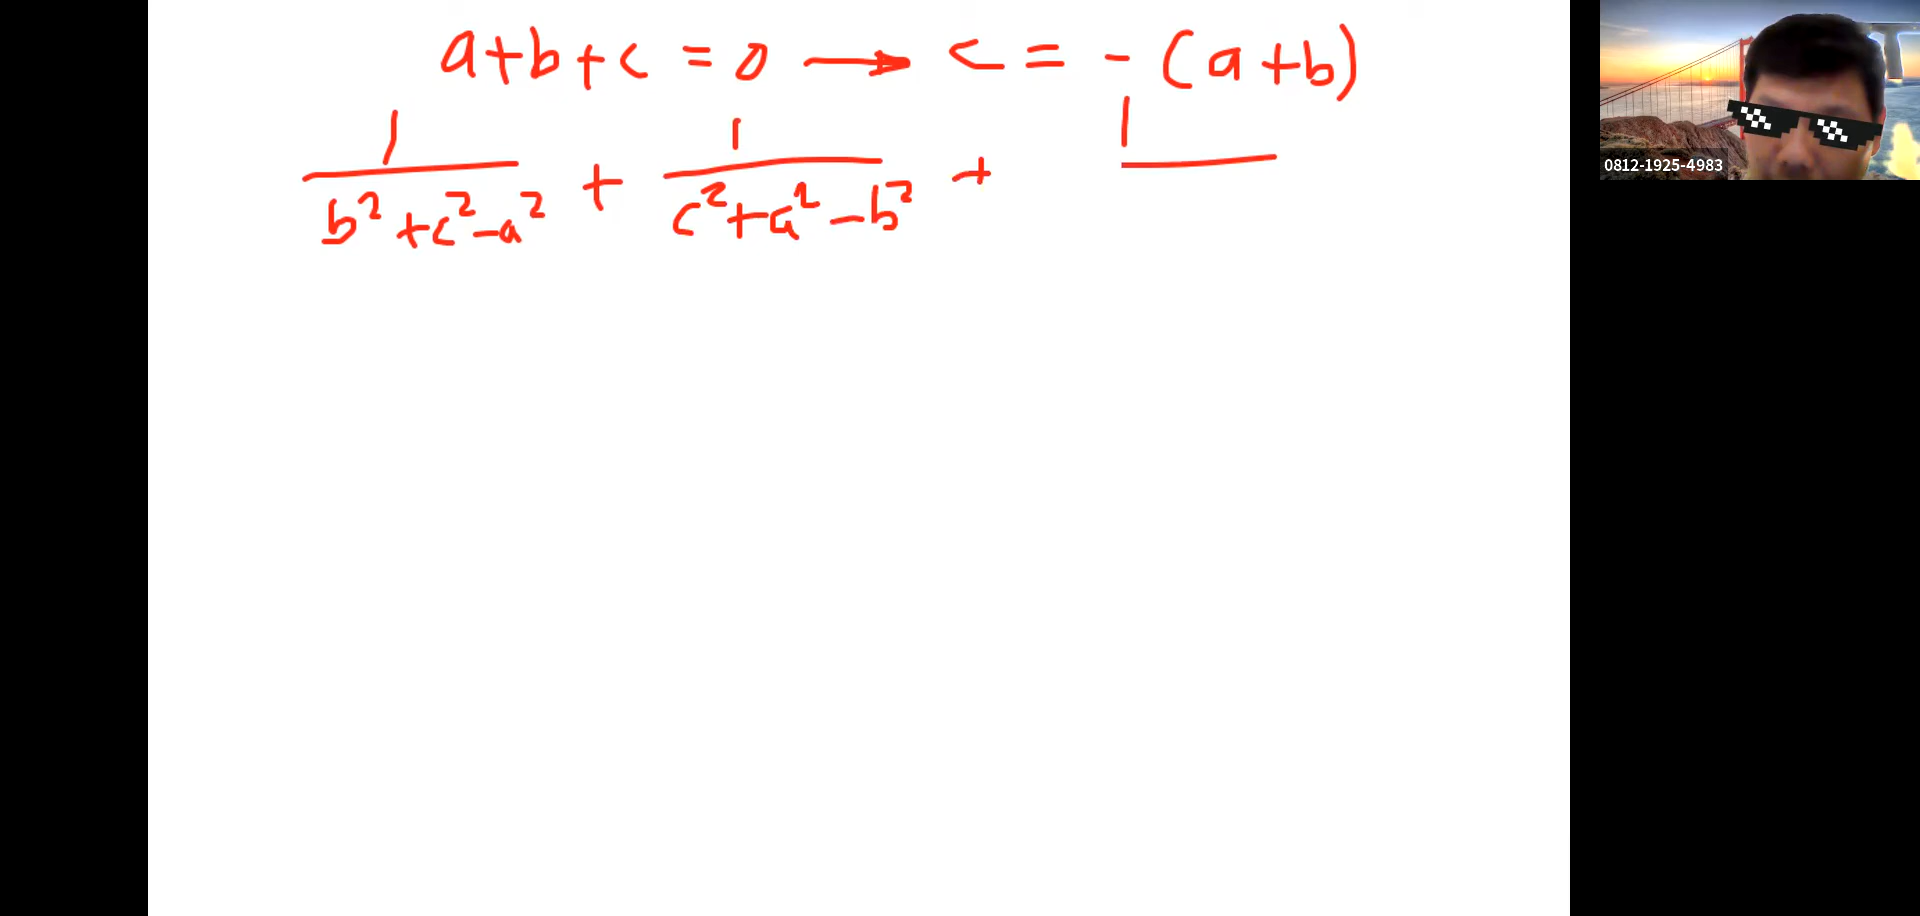 a+b+c = 0 → c = - (a+b)
1/(b²+c²-a²) + 1/(c²+a²-b²) + 1/
0812-1925-4983